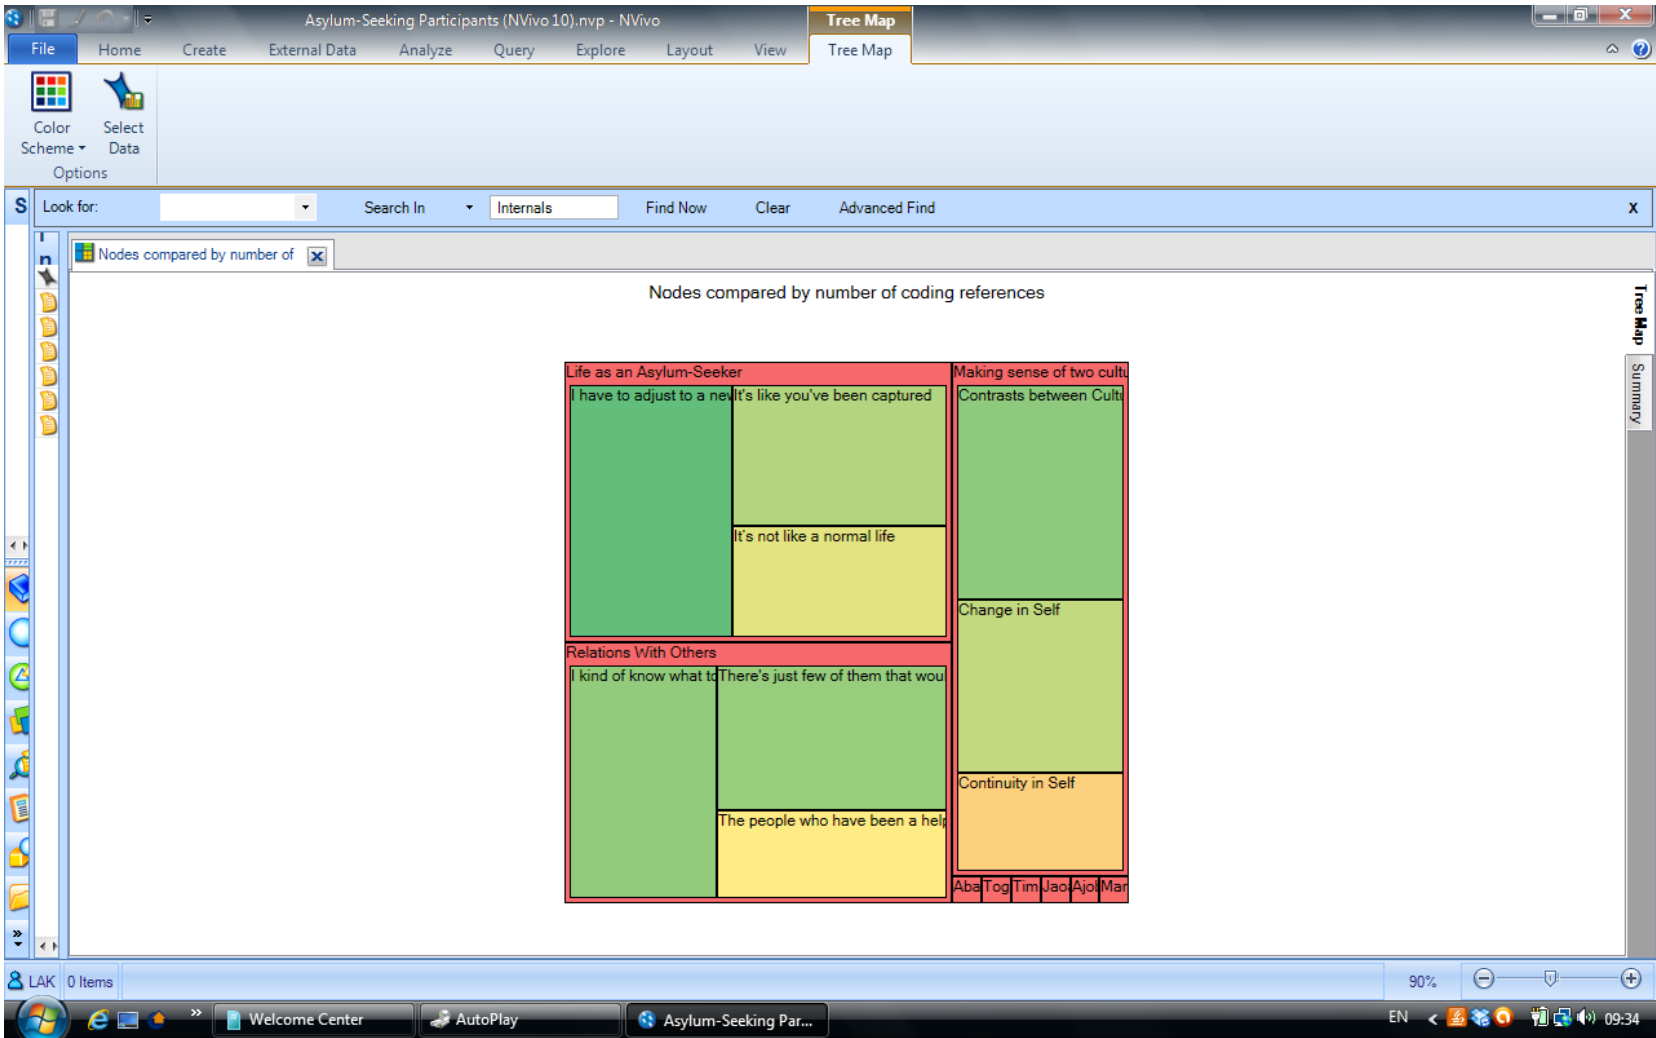 Asylum-Seeking Participants (NVivo 10).nvp - NVivo
Tree Map
File Home Create External Data Analyze Query Explore Layout View Tree Map
Color Scheme
Select Data
Options
S
Look for: Search In Internals Find Now Clear Advanced Find x
Nodes compared by number of
Nodes compared by number of coding references
Tree Map
Summary
Life as an Asylum-Seeker
I have to adjust to a new
It's like you've been captured
It's not like a normal life
Making sense of two cultu
Contrasts between Cultu
Change in Self
Continuity in Self
Relations With Others
I kind of know what to
There's just few of them that woul
The people who have been a help
Aba Tog Tim Jao Ajol Mar
LAK 0 Items
90%
Welcome Center
AutoPlay
Asylum-Seeking Par...
EN
09:34